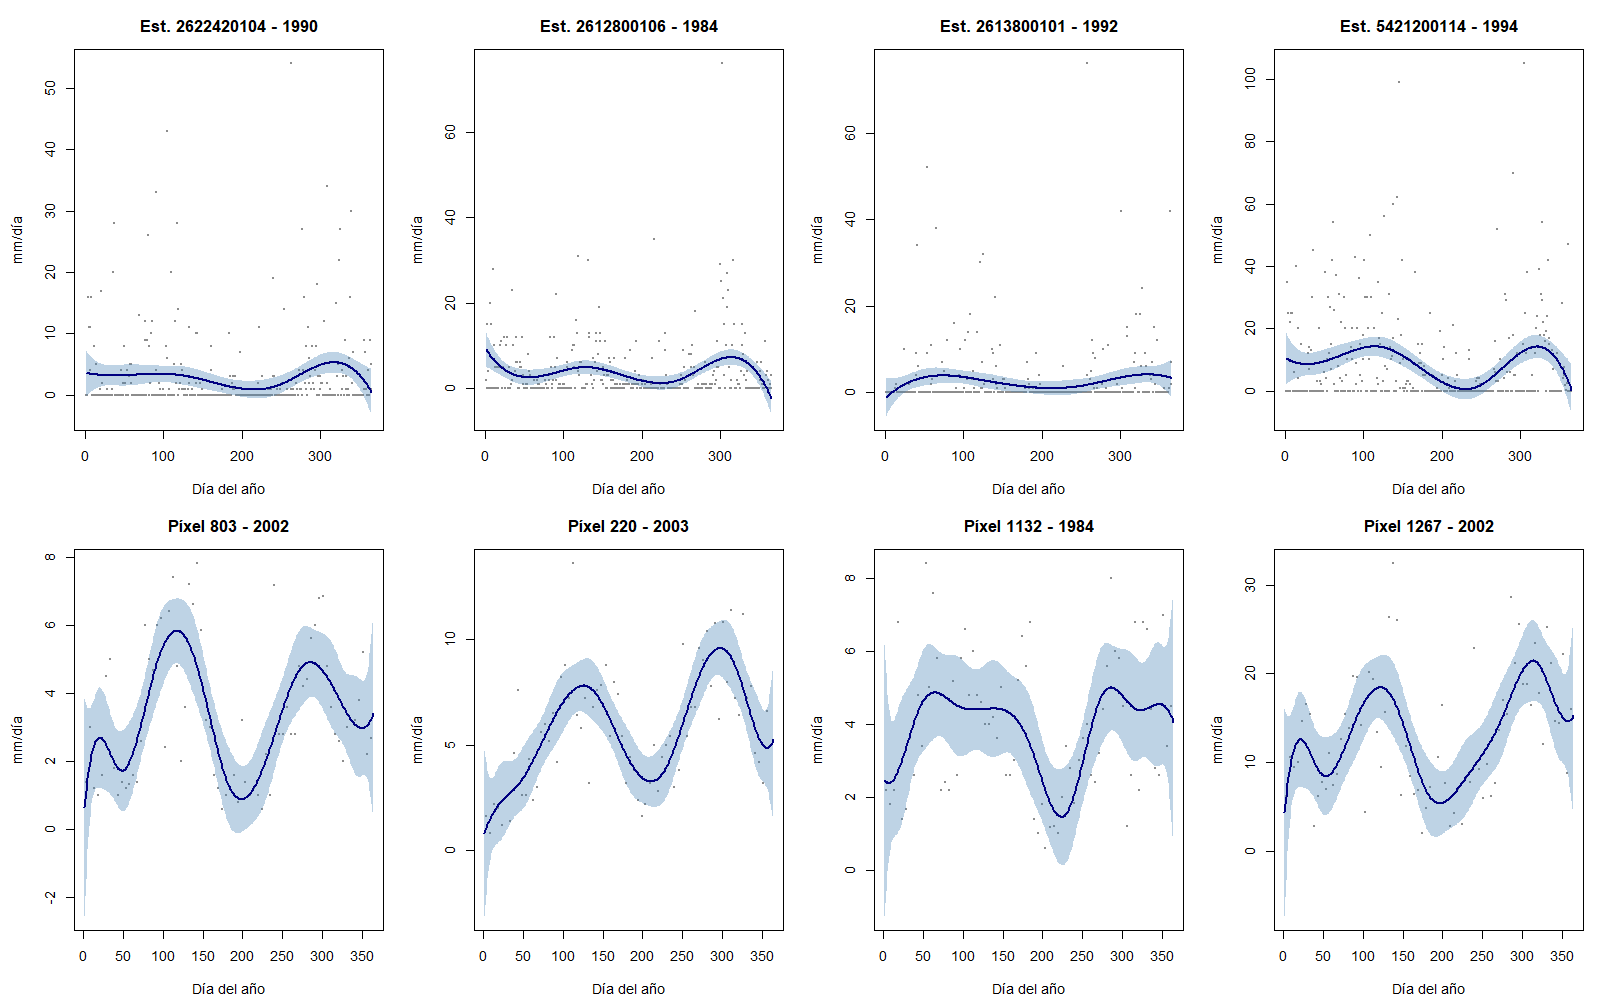 Est. 2622420104 - 1990
Est. 2612800106 - 1984
Est. 2613800101 - 1992
Est. 5421200114 - 1994
mm/día
0 10 20 30 40 50
0 100 200 300
Día del año
mm/día
0 20 40 60
0 100 200 300
Día del año
mm/día
0 20 40 60
0 100 200 300
Día del año
mm/día
0 20 40 60 80 100
0 100 200 300
Día del año
Píxel 803 - 2002
Píxel 220 - 2003
Píxel 1132 - 1984
Píxel 1267 - 2002
mm/día
-2 0 2 4 6 8
0 50 100 150 200 250 300 350
Día del año
mm/día
0 5 10
0 50 100 150 200 250 300 350
Día del año
mm/día
0 2 4 6 8
0 50 100 150 200 250 300 350
Día del año
mm/día
0 10 20 30
0 50 100 150 200 250 300 350
Día del año